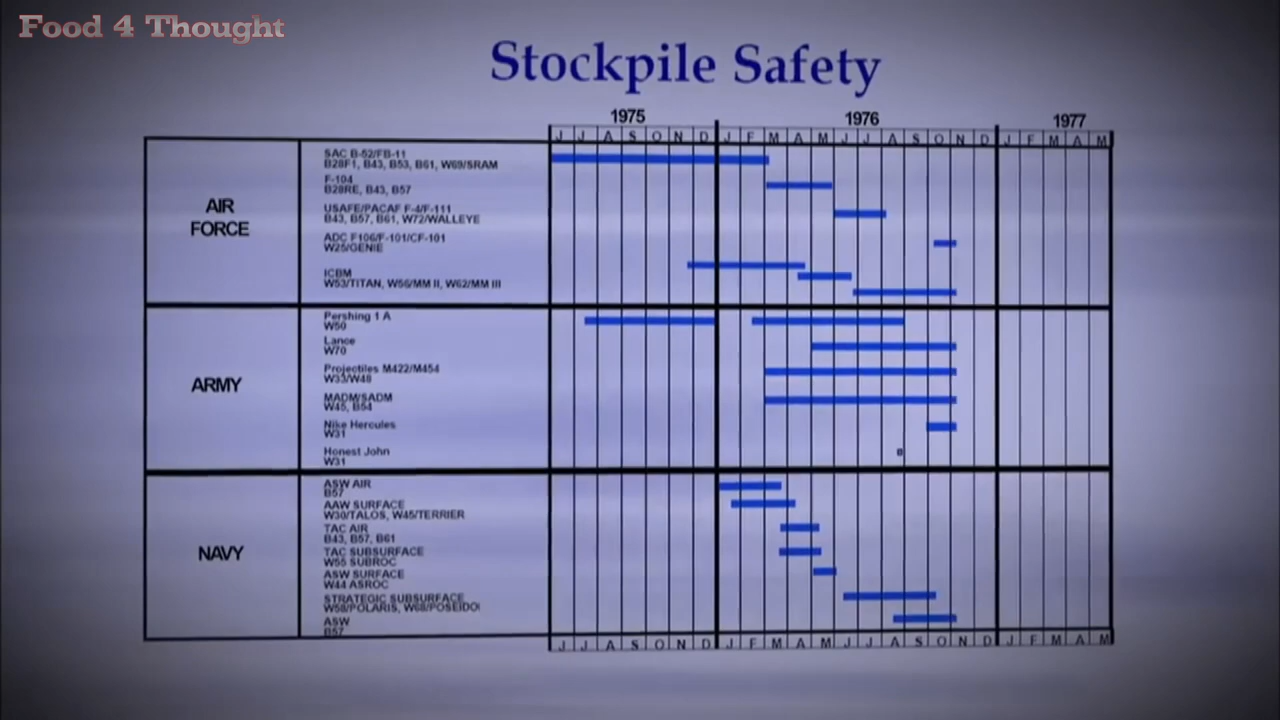 Food 4 Thought
Stockpile Safety
1975 1976 1977
J J A S O N D J F M A M J J A S O N D J F M A M
AIR
FORCE
SAC B-52/FB-11
B28F1, B43, B53, B61, W69/SRAM
F-104
B28RE, B43, B57
USAFE/PACAF F-4/F-111
B43, B57, B61, W72/WALLEYE
ADC F106/F-101/CF-101
W25/GENIE
ICBM
W53/TITAN, W56/MM II, W62/MM III
ARMY
Pershing 1 A
W50
Lance
W70
Projectiles M422/M454
W33/W48
MADM/SADM
W45, B54
Nike Hercules
W31
Honest John
W31
NAVY
ASW AIR
B57
AAW SURFACE
W30/TALOS, W45/TERRIER
TAC AIR
B43, B57, B61
TAC SUBSURFACE
W55 SUBROC
ASW SURFACE
W44 ASROC
STRATEGIC SUBSURFACE
W58/POLARIS, W68/POSEIDO
ASW
B57
J J A S O N D J F M A M J J A S O N D J F M A M